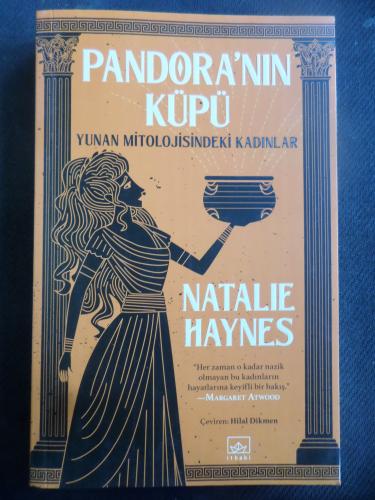 PANDORA'NIN
KÜPÜ
YUNAN MİTOLOJİSİNDEKİ KADINLAR
NATALIE
HAYNES
"Her zaman o kadar nazik
olmayan bu kadınların
hayatlarına keyifli bir bakış."
—MARGARET ATWOOD
Çeviren: Hilal Dikmen
ithaki